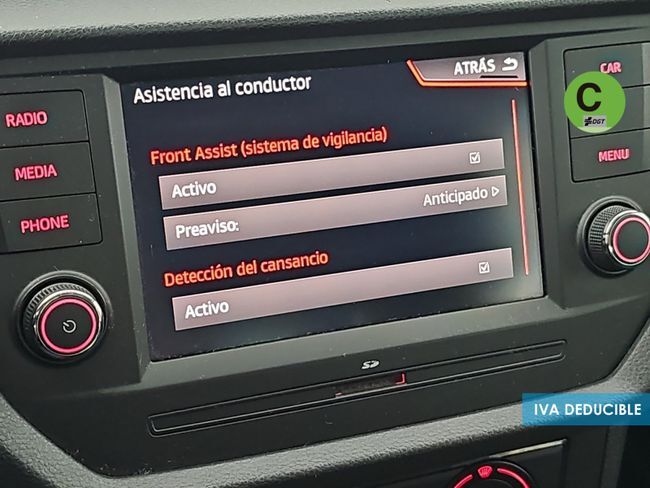 ATRÁS
Asistencia al conductor
Front Assist (sistema de vigilancia)
Activo
Preaviso: Anticipado
Detección del cansancio
Activo
RADIO
MEDIA
PHONE
CAR
MENU
C
DGT
SD
IVA DEDUCIBLE